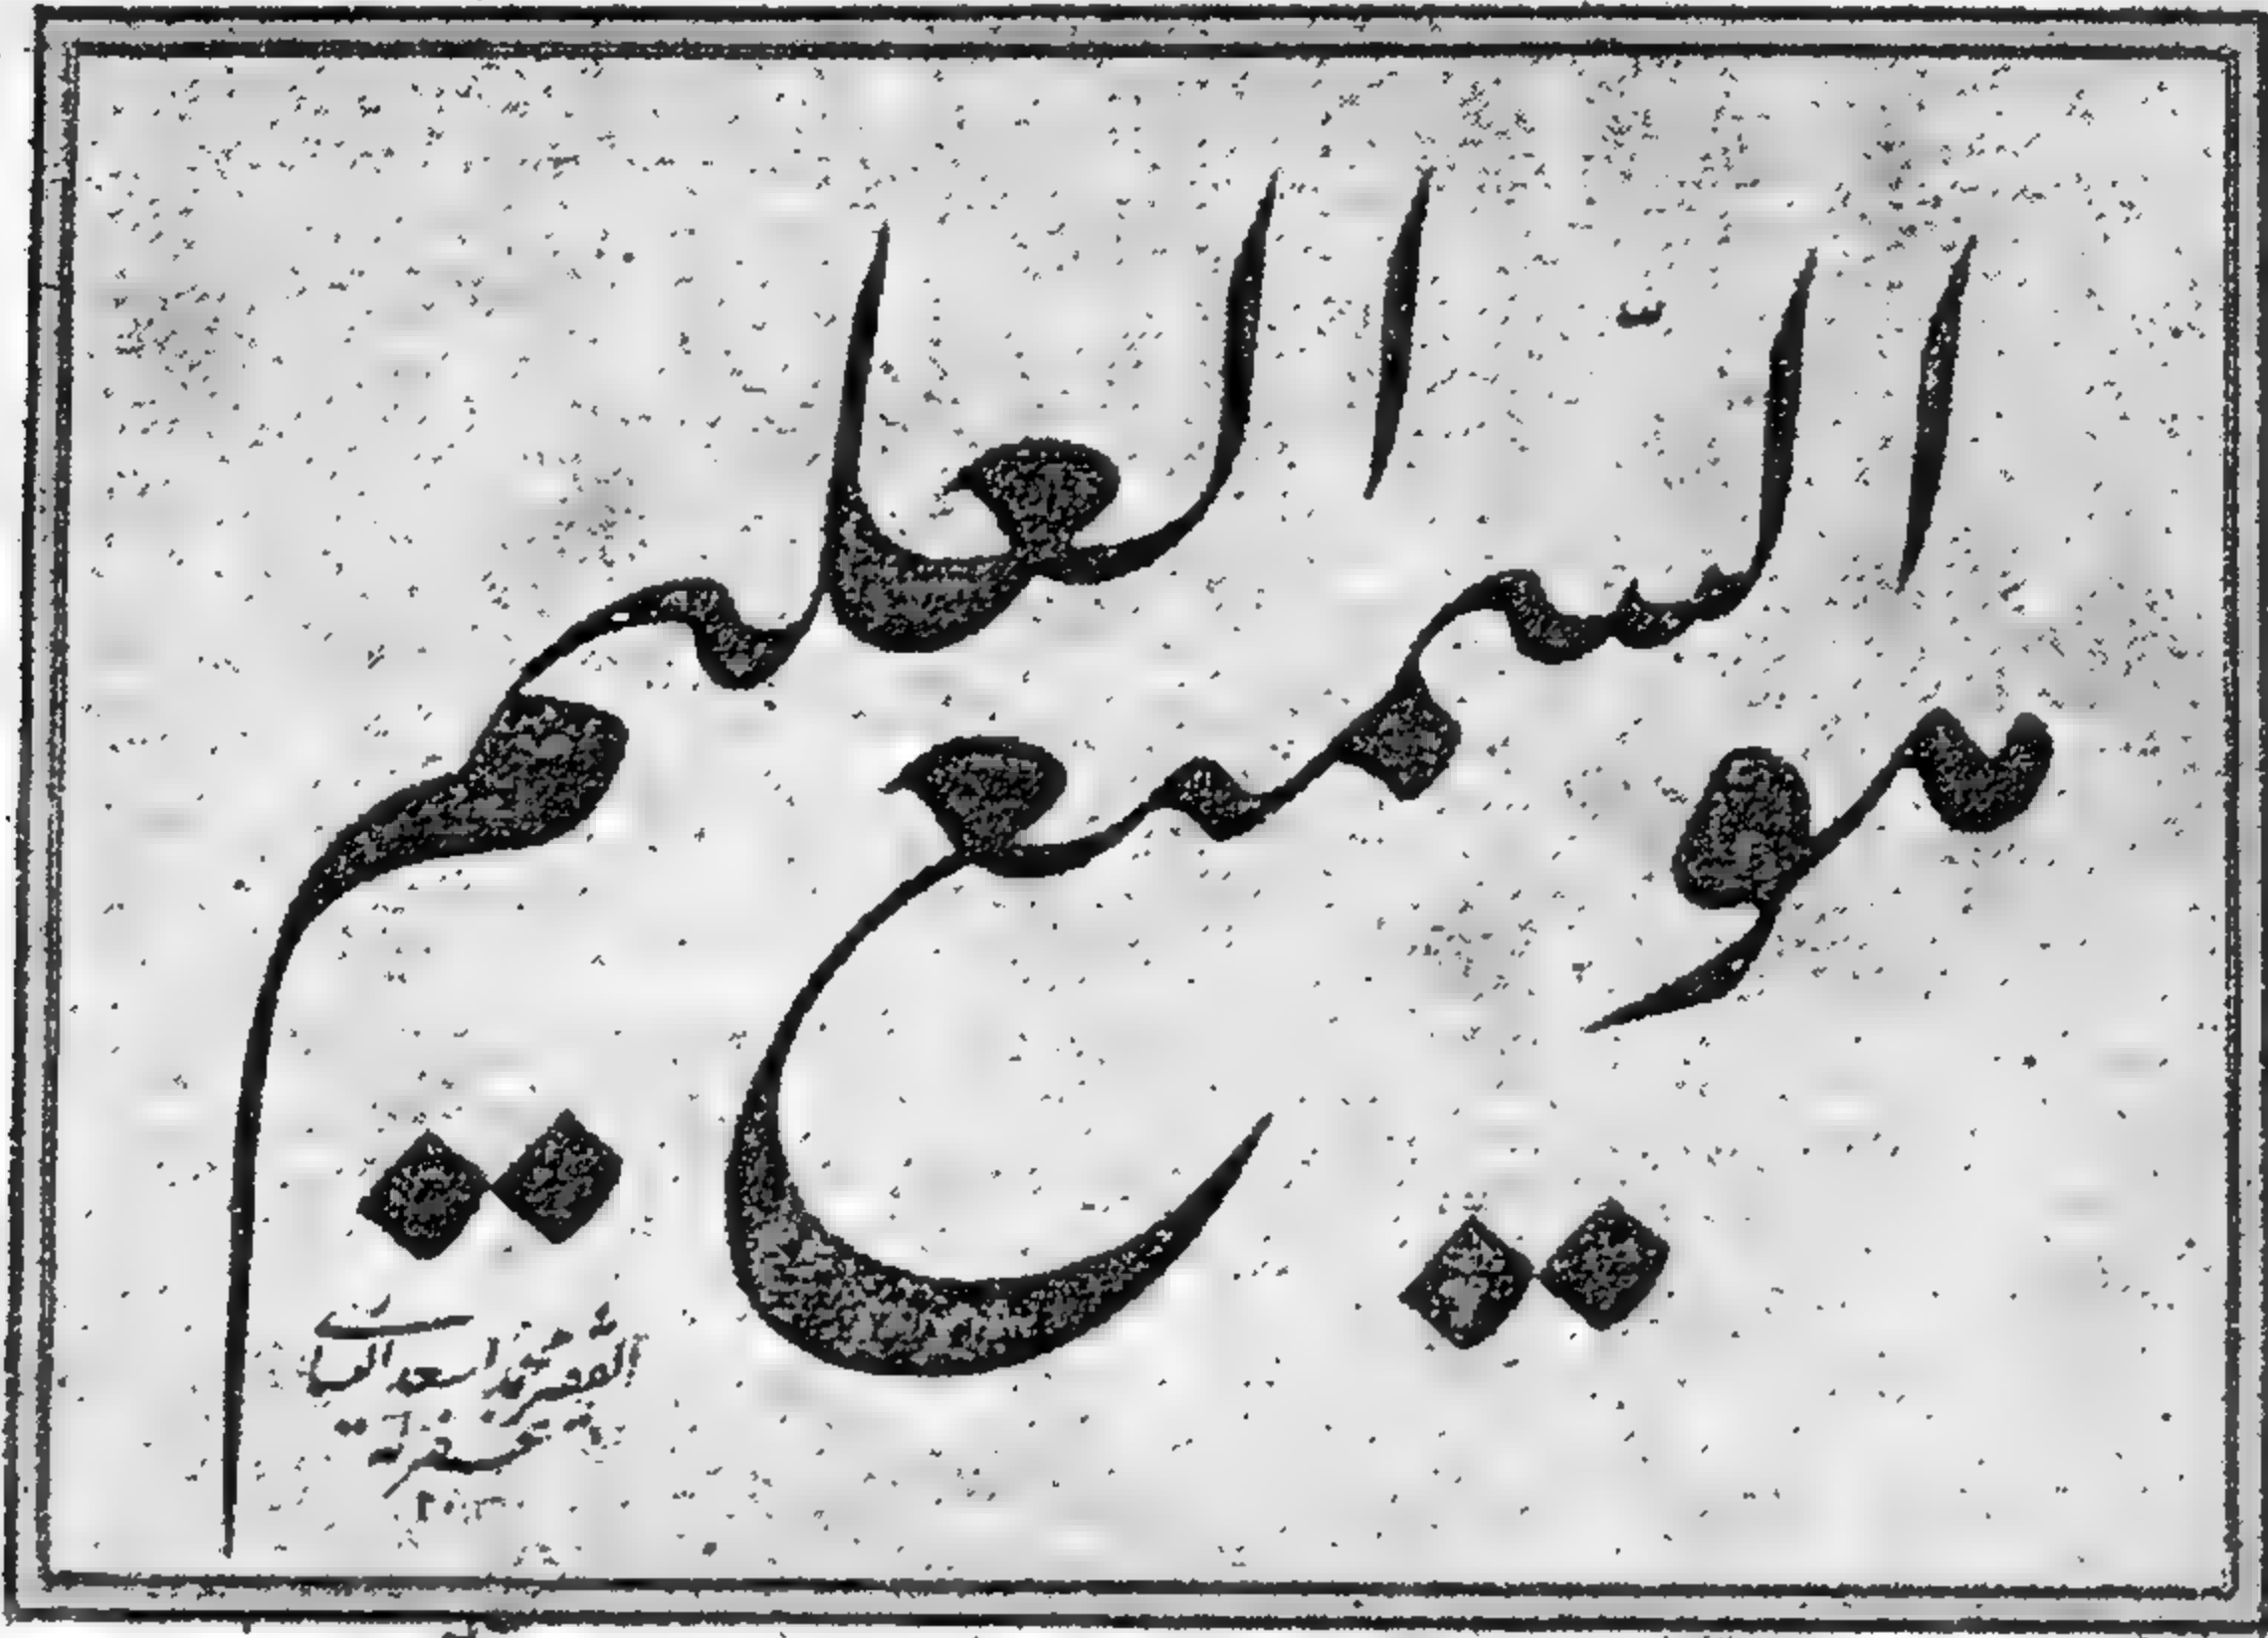 هو السميع العليم
الفقير محمد اسعد اليساري
غفر له